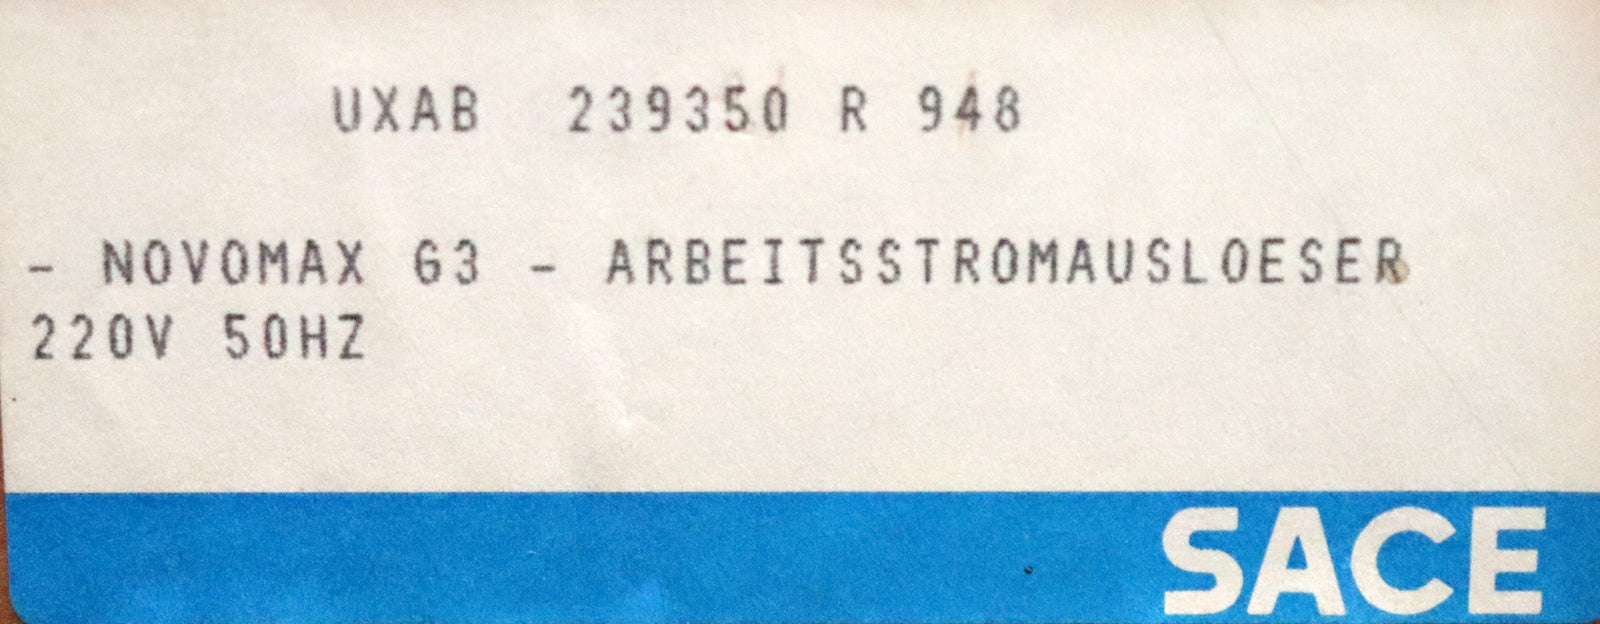 UXAB 239350 R 948
- NOVOMAX G3 - ARBEITSSTROMAUSLOESER
220V 50HZ
SACE